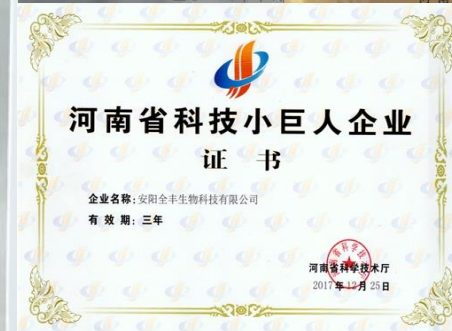 河南省科技小巨人企业
证 书
企业名称:安阳全丰生物科技有限公司
有 效 期:三年
河南省科学技术厅
2017年12月25日